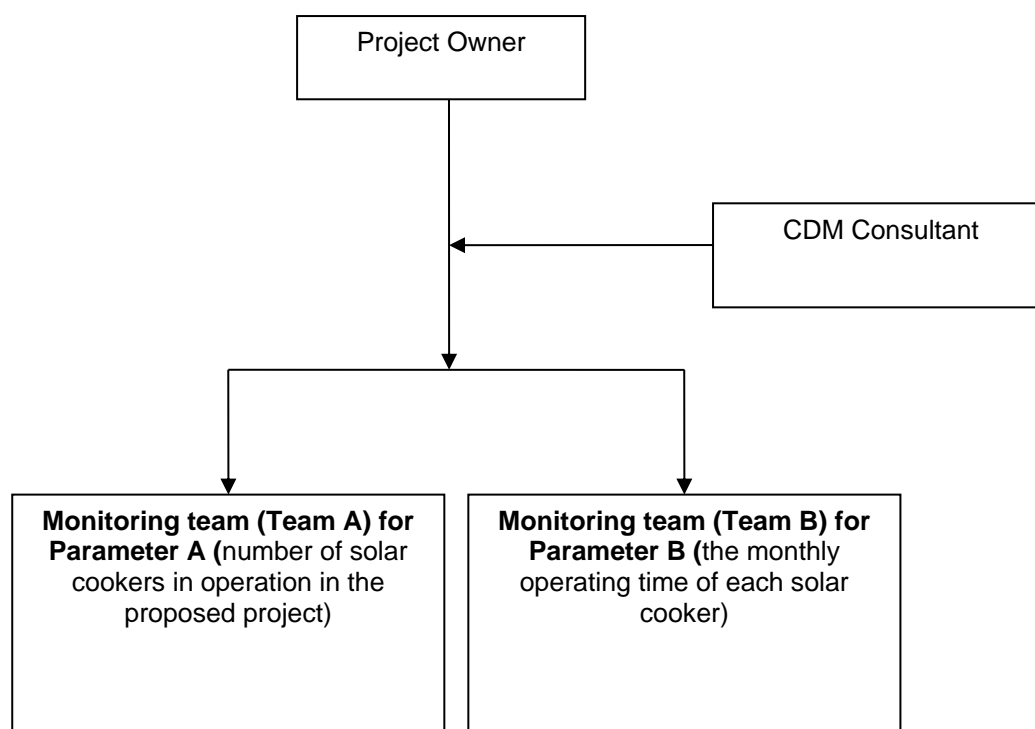 Project Owner
CDM Consultant
Monitoring team (Team A) for
Parameter A (number of solar
cookers in operation in the
proposed project)
Monitoring team (Team B) for
Parameter B (the monthly
operating time of each solar
cooker)